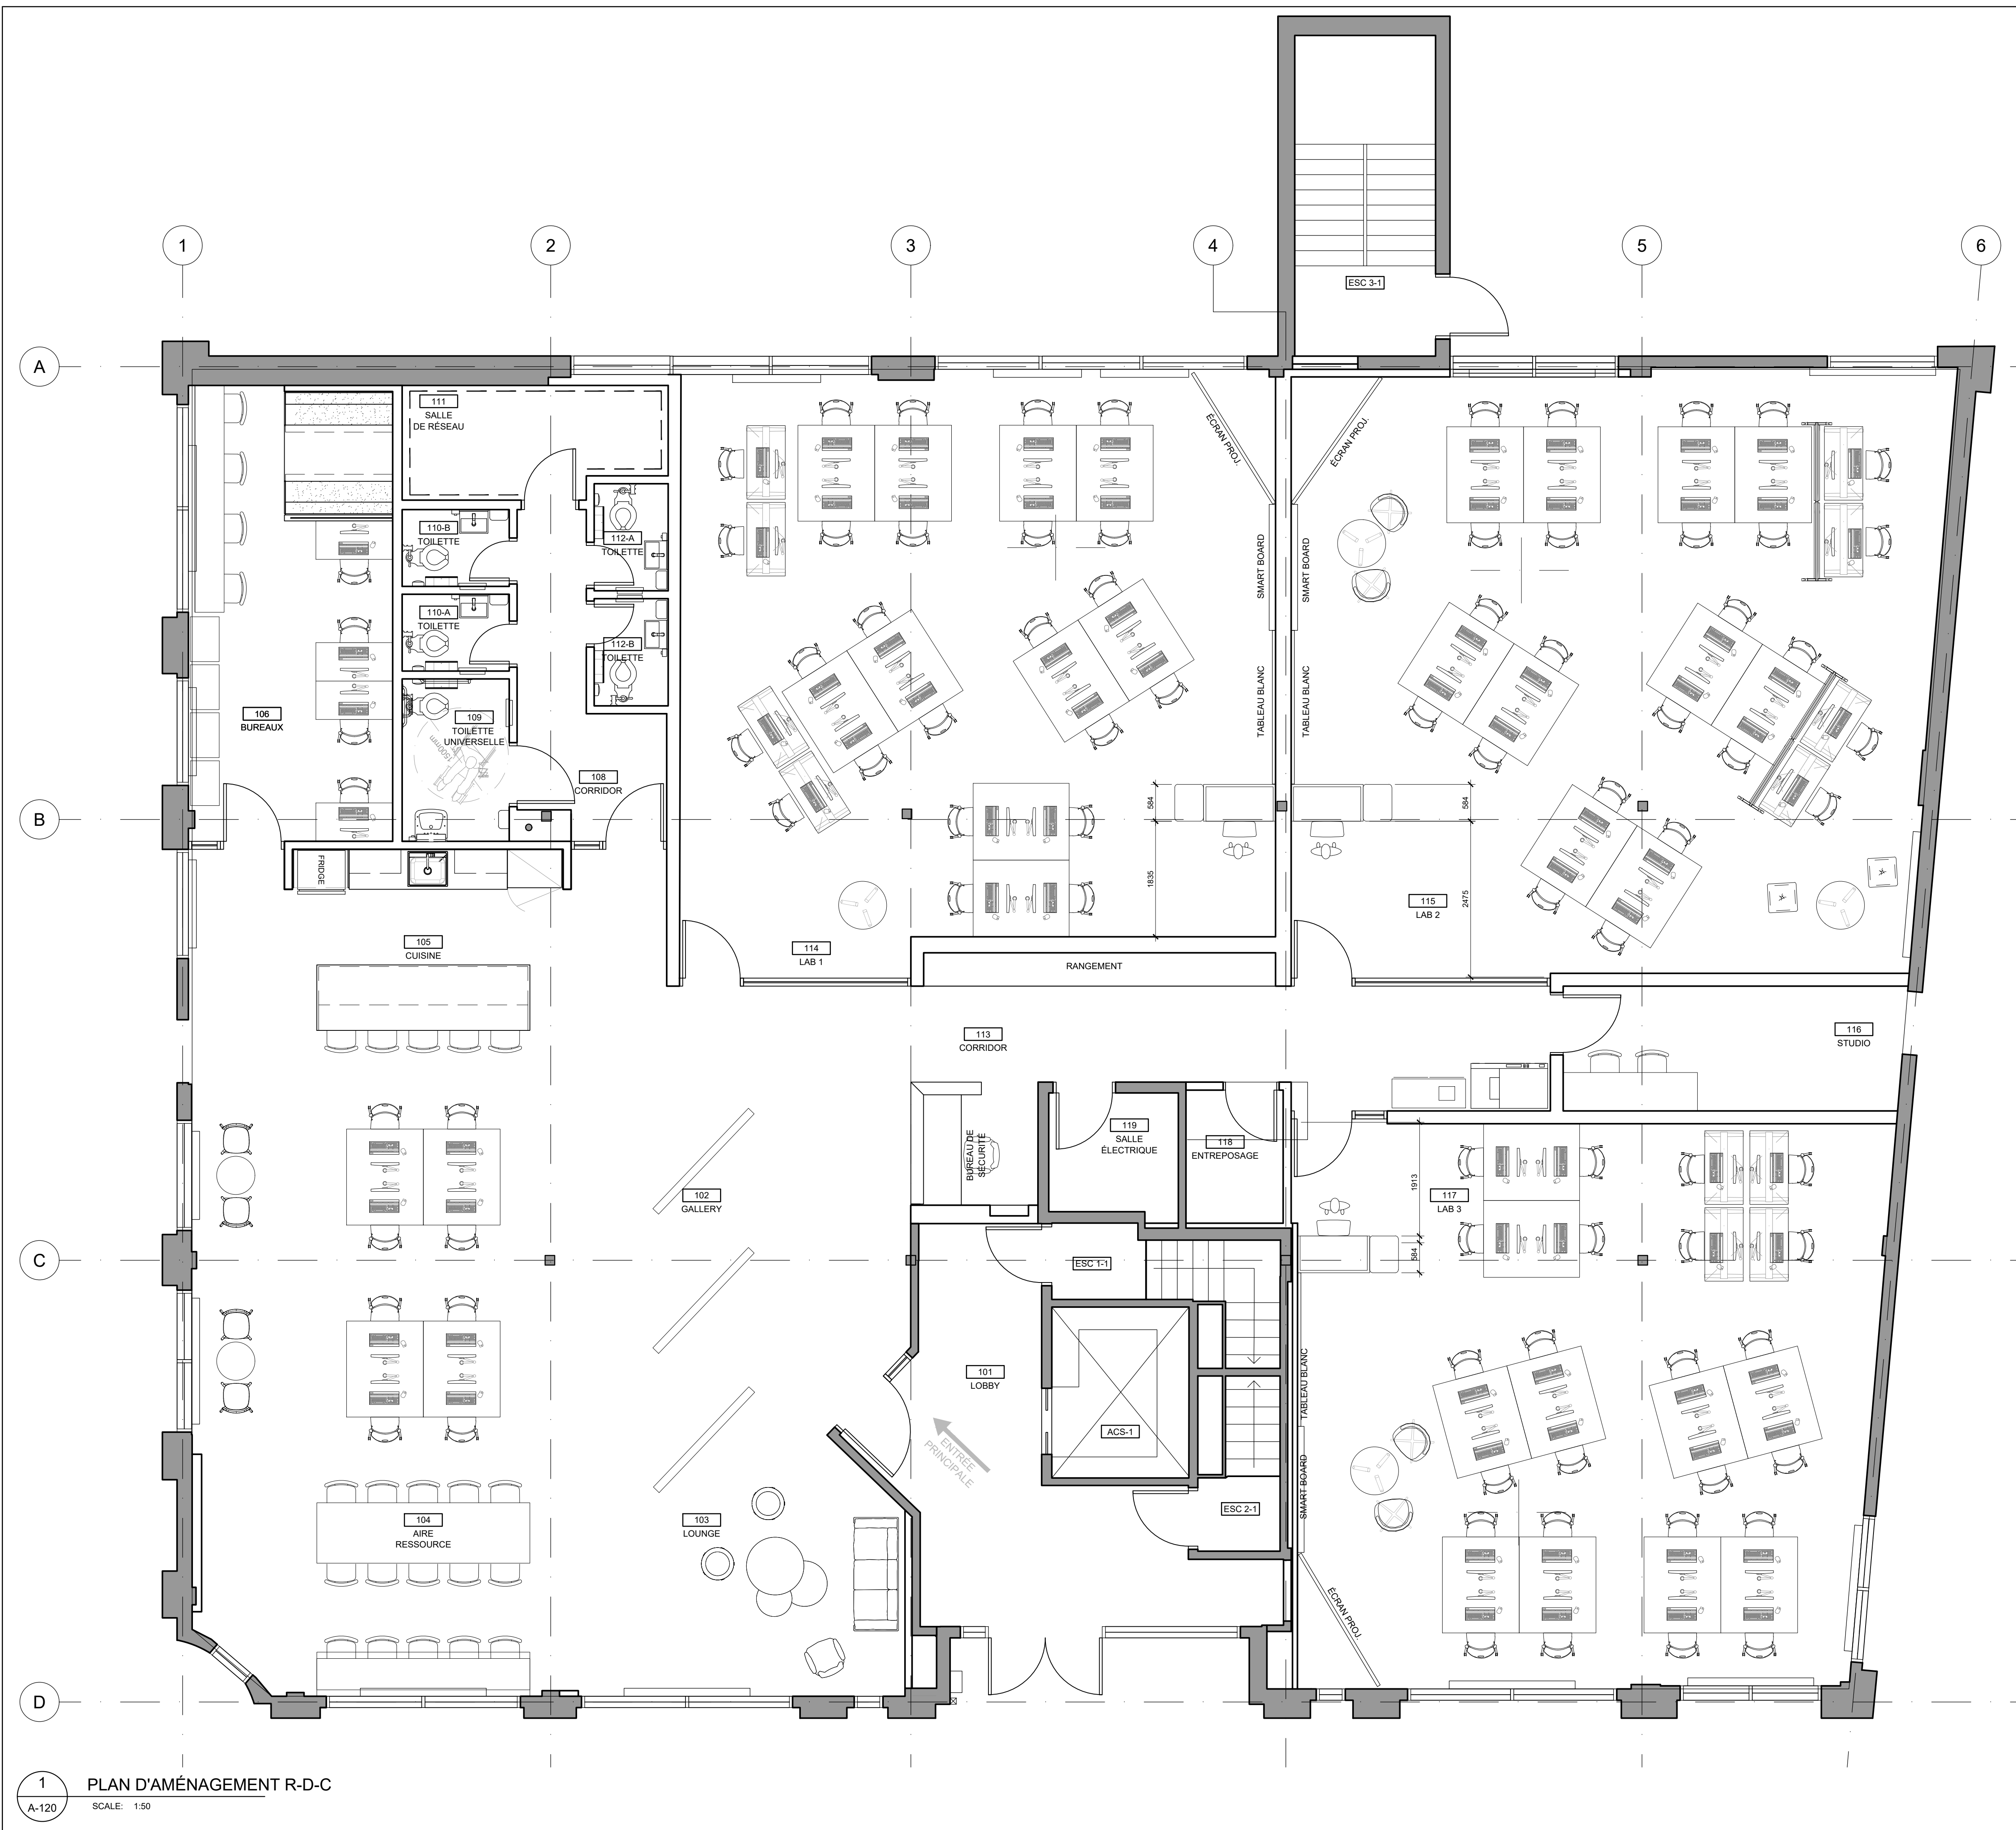 ESC 3-1
1
2
3
4
5
6
A
111
SALLE
DE RÉSEAU
ÉCRAN PROJ.
ÉCRAN PROJ.
110-B
TOILETTE
112-A
TOILETTE
SMART BOARD
SMART BOARD
110-A
TOILETTE
112-B
TOILETTE
TABLEAU BLANC
TABLEAU BLANC
106
BUREAUX
109
TOILETTE
UNIVERSELLE
1500mm
108
CORRIDOR
584
584
B
FRIDGE
1835
2475
115
LAB 2
105
CUISINE
114
LAB 1
RANGEMENT
113
CORRIDOR
116
STUDIO
119
SALLE
ÉLECTRIQUE
118
ENTREPOSAGE
BUREAU DE
SÉCURITÉ
102
GALLERY
1913
117
LAB 3
584
C
ESC 1-1
101
LOBBY
TABLEAU BLANC
ACS-1
ENTRÉE
PRINCIPALE
SMART BOARD
ESC 2-1
104
AIRE
RESSOURCE
103
LOUNGE
ÉCRAN PROJ.
D
1
A-120
PLAN D'AMÉNAGEMENT R-D-C
SCALE: 1:50